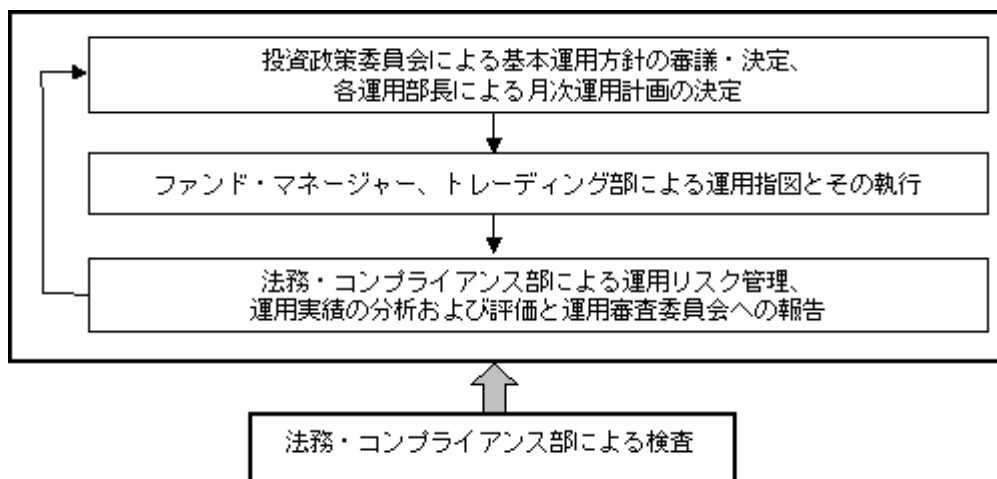 投資政策委員会による基本運用方針の審議・決定、
各運用部長による月次運用計画の決定
ファンド・マネージャー、トレーディング部による運用指図とその執行
法務・コンプライアンス部による運用リスク管理、
運用実績の分析および評価と運用審査委員会への報告
法務・コンプライアンス部による検査